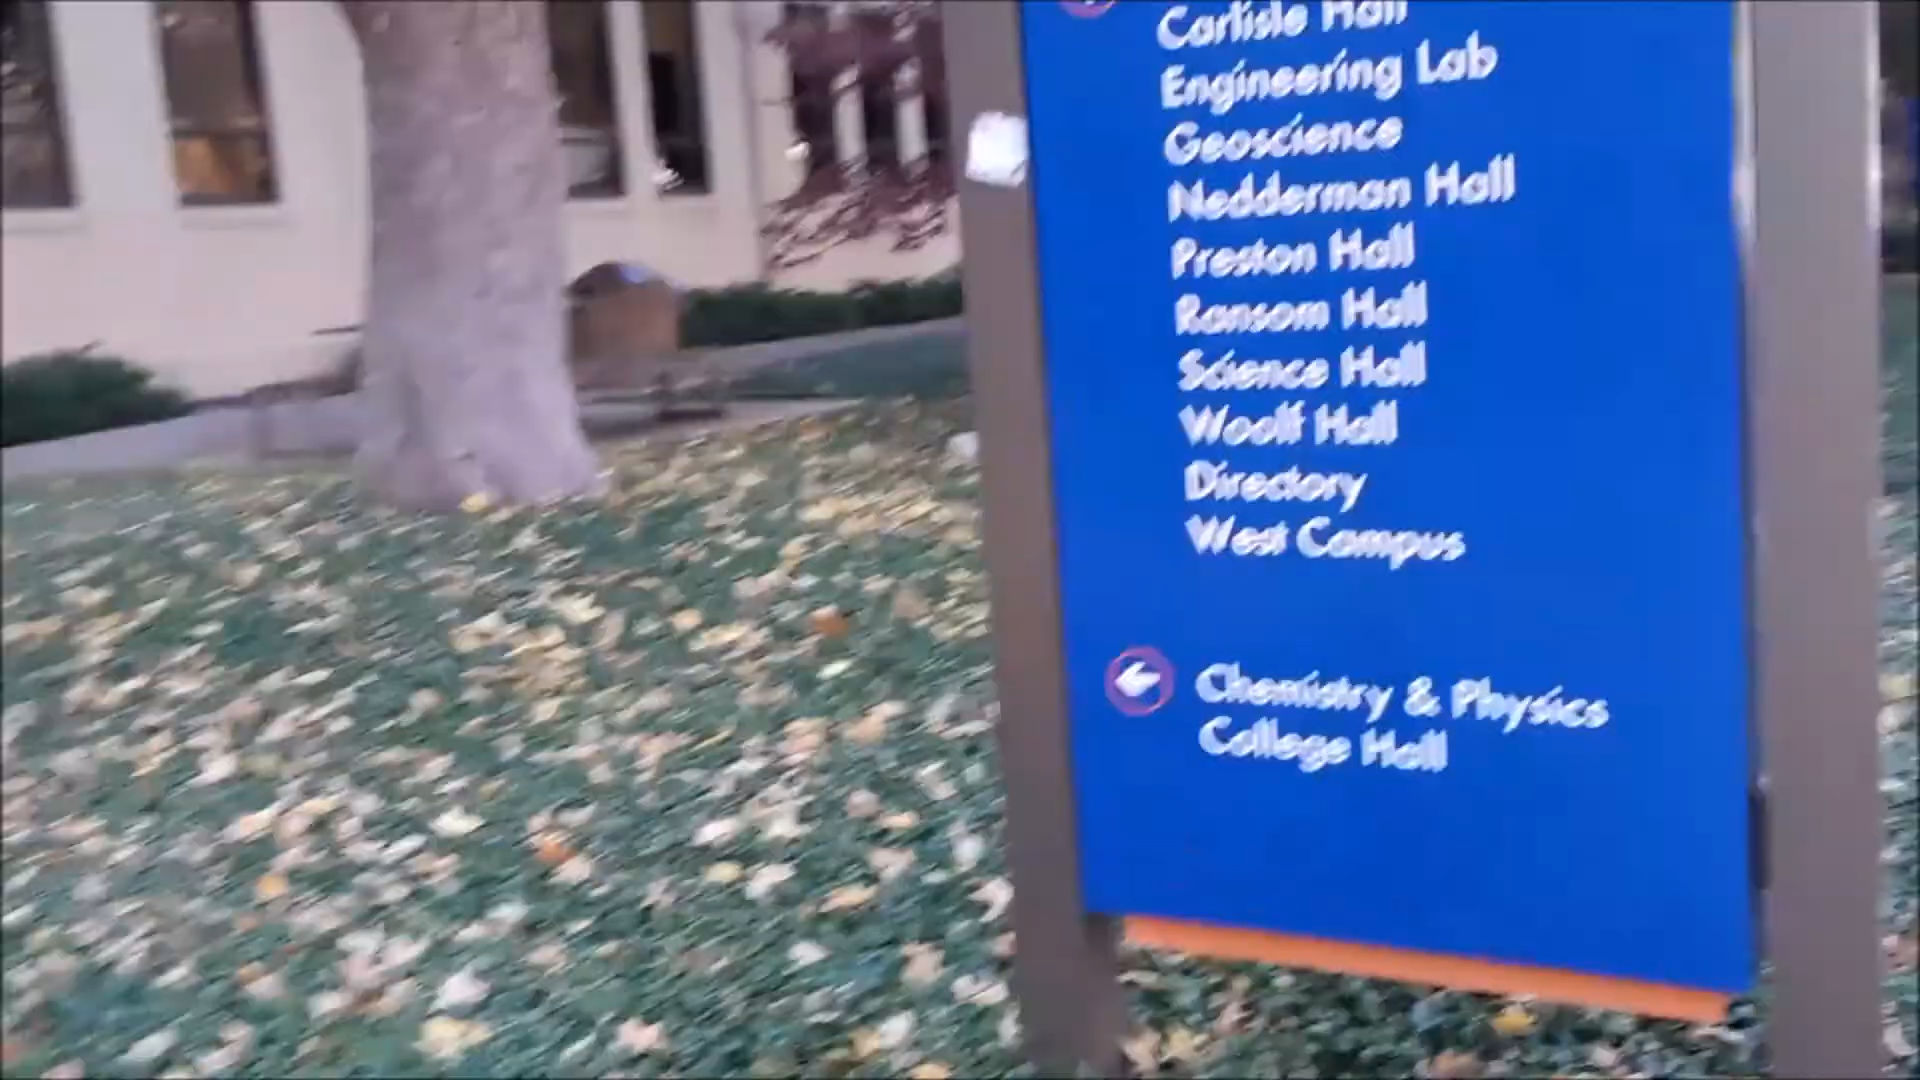 Carlisle Hall
Engineering Lab
Geoscience
Nedderman Hall
Preston Hall
Ransom Hall
Science Hall
Woolf Hall
Directory
West Campus
Chemistry & Physics
College Hall